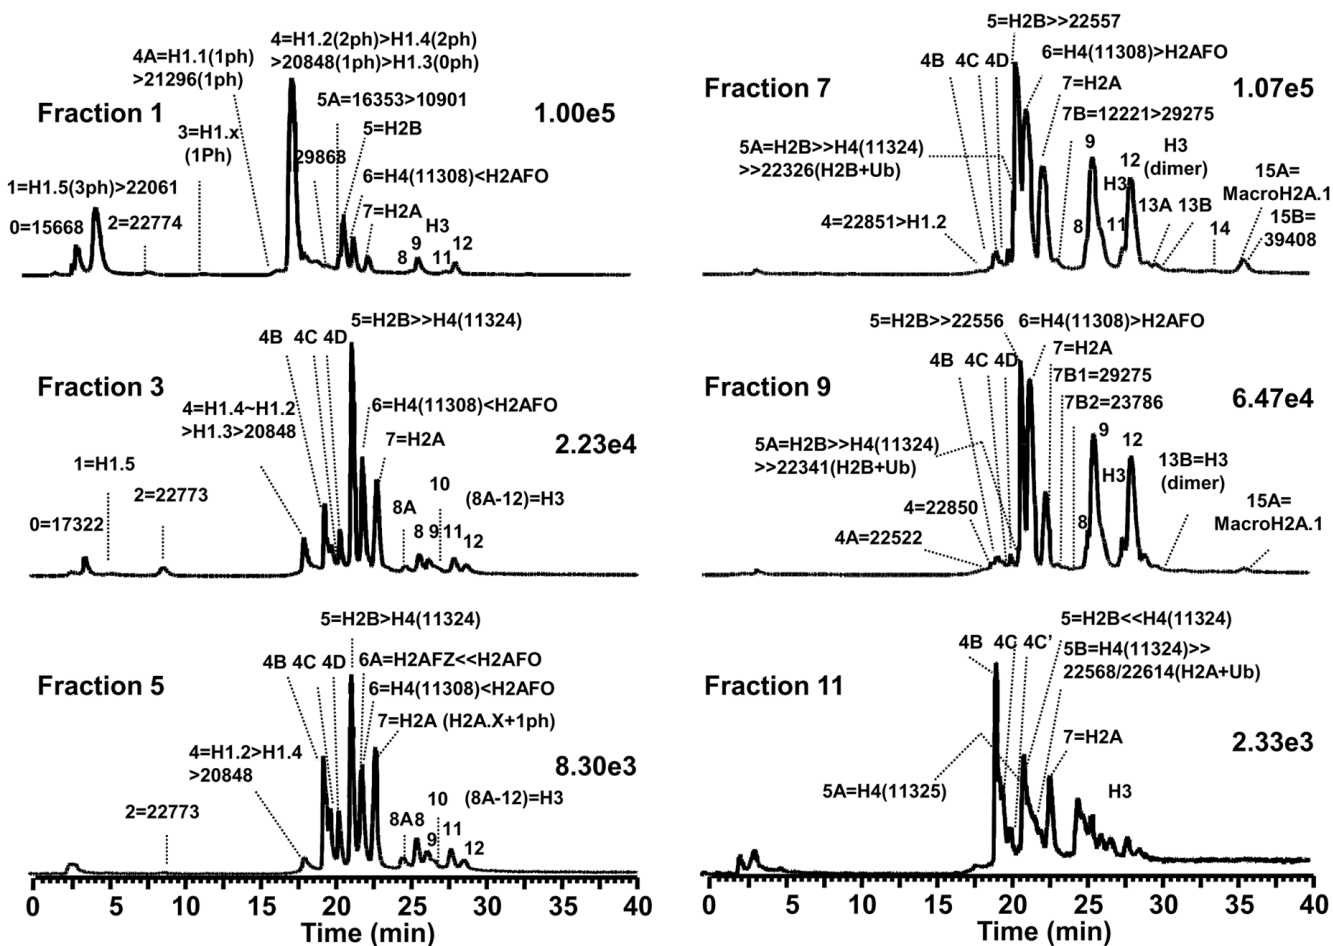 Fraction 1
1.00e5
4A=H1.1(1ph)
>21296(1ph)
4=H1.2(2ph)>H1.4(2ph)
>20848(1ph)>H1.3(0ph)
5A=16353>10901
5=H2B
3=H1.x
(1Ph)
29868
6=H4(11308)<H2AFO
1=H1.5(3ph)>22061
0=15668
2=22774
7=H2A
H3
8
9
11
12
Fraction 3
2.23e4
5=H2B>>H4(11324)
4B
4C
4D
4=H1.4~H1.2
>H1.3>20848
6=H4(11308)<H2AFO
7=H2A
1=H1.5
2=22773
0=17322
10
(8A-12)=H3
8A
8
9
11
12
Fraction 5
8.30e3
5=H2B>H4(11324)
4B
4C
4D
6A=H2AFZ<<H2AFO
6=H4(11308)<H2AFO
7=H2A (H2A.X+1ph)
4=H1.2>H1.4
>20848
2=22773
10
(8A-12)=H3
8A
8
9
11
12
0
5
10
15
20
25
30
35
40
Time (min)
Fraction 7
1.07e5
5=H2B>>22557
4B
4C
4D
6=H4(11308)>H2AFO
7=H2A
7B=12221>29275
5A=H2B>>H4(11324)
>>22326(H2B+Ub)
4=22851>H1.2
8
9
H3
11
12
H3
(dimer)
13A
13B
14
15A=
MacroH2A.1
15B=
39408
Fraction 9
6.47e4
5=H2B>>22556
6=H4(11308)>H2AFO
4B
4C
4D
7=H2A
7B1=29275
7B2=23786
5A=H2B>>H4(11324)
>>22341(H2B+Ub)
4=22850
4A=22522
8
9
H3
12
13B=H3
(dimer)
15A=
MacroH2A.1
Fraction 11
2.33e3
5=H2B<<H4(11324)
4B
4C
4C'
5B=H4(11324)>>
22568/22614(H2A+Ub)
7=H2A
5A=H4(11325)
H3
0
5
10
15
20
25
30
35
40
Time (min)